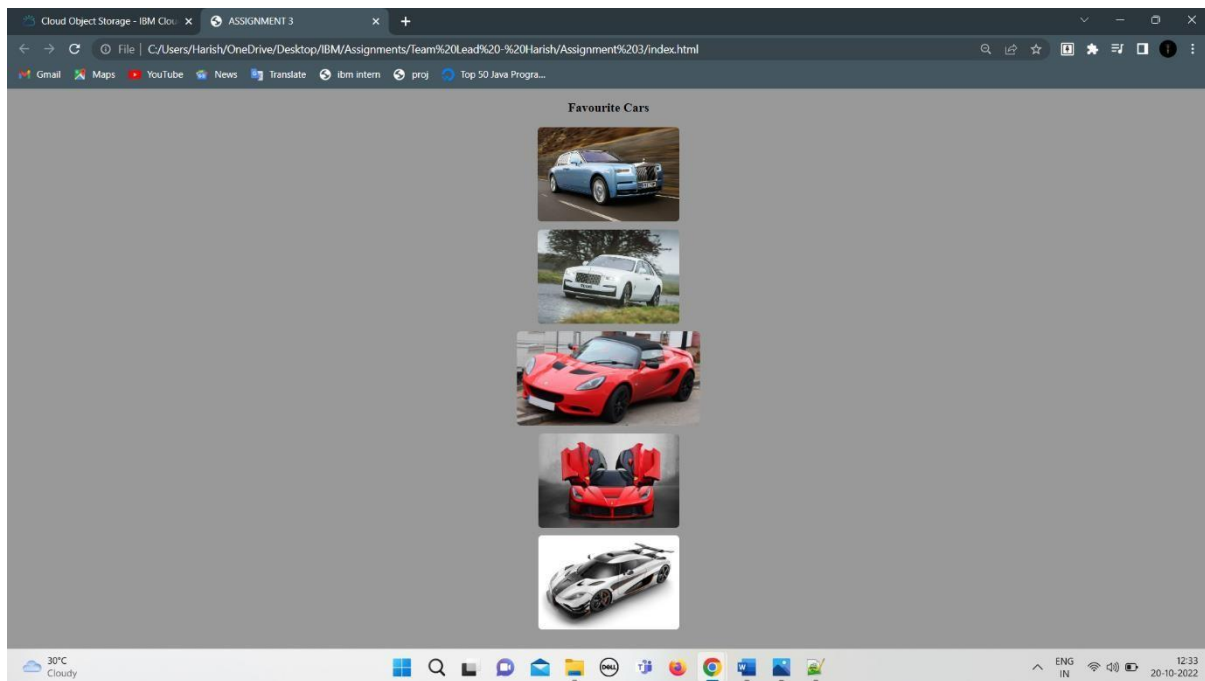 Cloud Object Storage - IBM Clou
ASSIGNMENT 3
File | C:/Users/Harish/OneDrive/Desktop/IBM/Assignments/Team%20Lead%20-%20Harish/Assignment%203/index.html
Gmail Maps YouTube News Translate ibm intern proj Top 50 Java Progra...
Favourite Cars
30°C
Cloudy
DELL
ENG
IN
12:33
20-10-2022